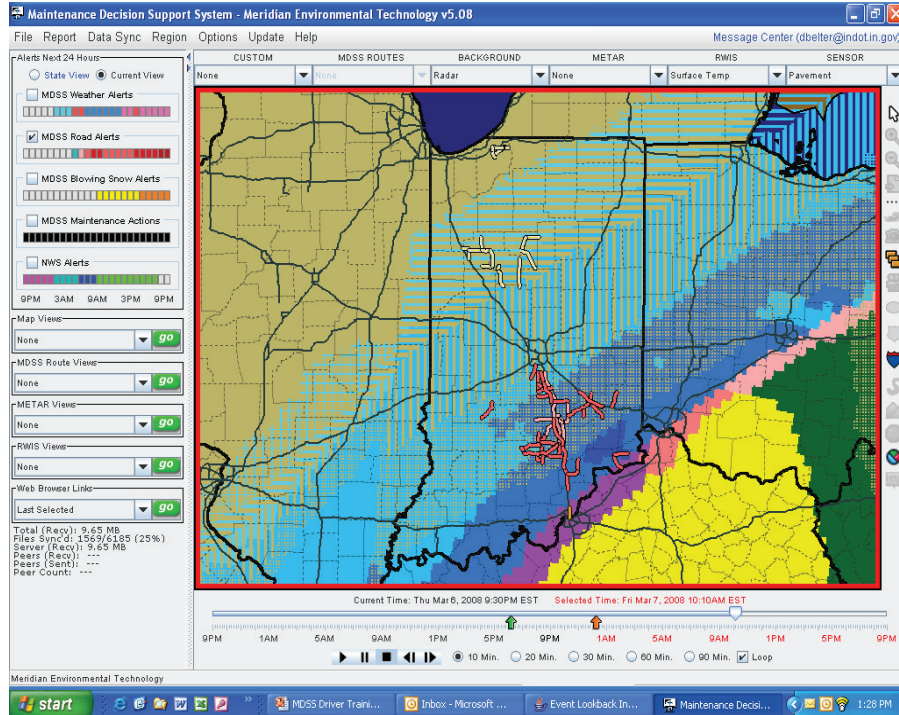 Maintenance Decision Support System - Meridian Environmental Technology v5.08
File Report Data Sync Region Options Update Help
Message Center (dbelter@indot.in.gov)
Alerts Next 24 Hours
State View Current View
MDSS Weather Alerts
MDSS Road Alerts
MDSS Blowing Snow Alerts
MDSS Maintenance Actions
NWS Alerts
9PM 3AM 9AM 3PM 9PM
Map Views
None go
MDSS Route Views
None go
METAR Views
None go
RWIS Views
None go
Web Browser Links
Last Selected go
Total (Recv): 9.65 MB
Files Sync'd: 1569/6185 (25%)
Server (Recv): 9.65 MB
Peers (Recv): ---
Peers (Sent): ---
Peer Count: ---
CUSTOM MDSS ROUTES BACKGROUND METAR RWIS SENSOR
None None Radar None Surface Temp Pavement
Current Time: Thu Mar 6, 2008 9:30PM EST Selected Time: Fri Mar 7, 2008 10:10AM EST
9PM 1AM 5AM 9AM 1PM 5PM 9PM 1AM 5AM 9AM 1PM 5PM 9PM
10 Min. 20 Min. 30 Min. 60 Min. 90 Min. Loop
Meridian Environmental Technology
start MDSS Driver Traini... Inbox - Microsoft ... Event Lookback In... Maintenance Decisi... 1:28 PM